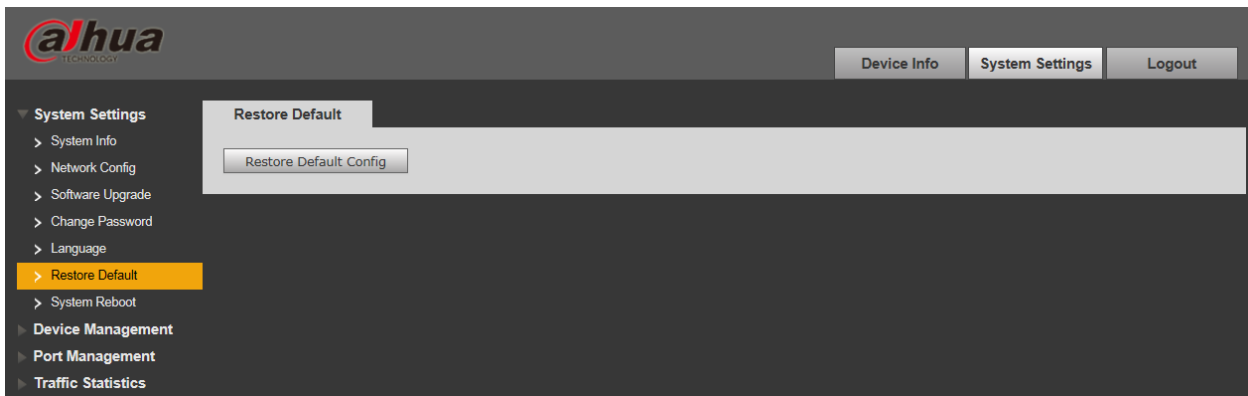 alhua
TECHNOLOGY
Device Info
System Settings
Logout
System Settings
System Info
Network Config
Software Upgrade
Change Password
Language
Restore Default
System Reboot
Device Management
Port Management
Traffic Statistics
Restore Default
Restore Default Config